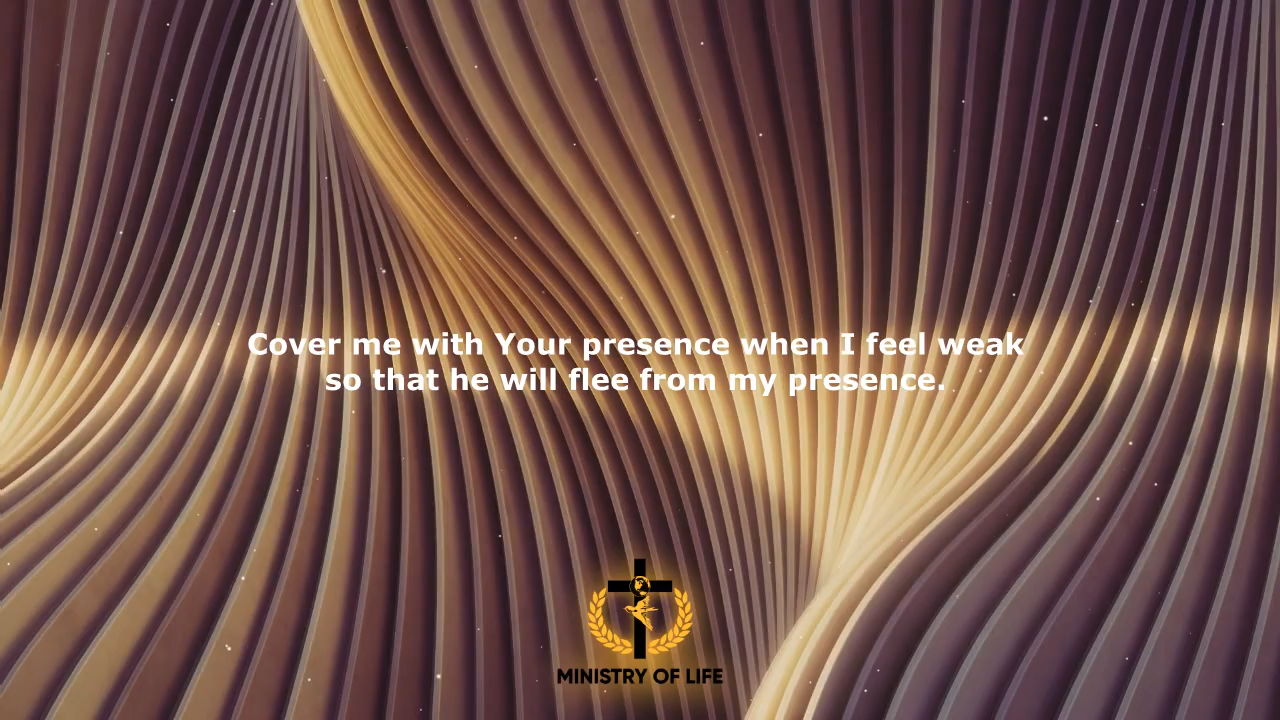 Cover me with Your presence when I feel weak
so that he will flee from my presence.
MINISTRY OF LIFE